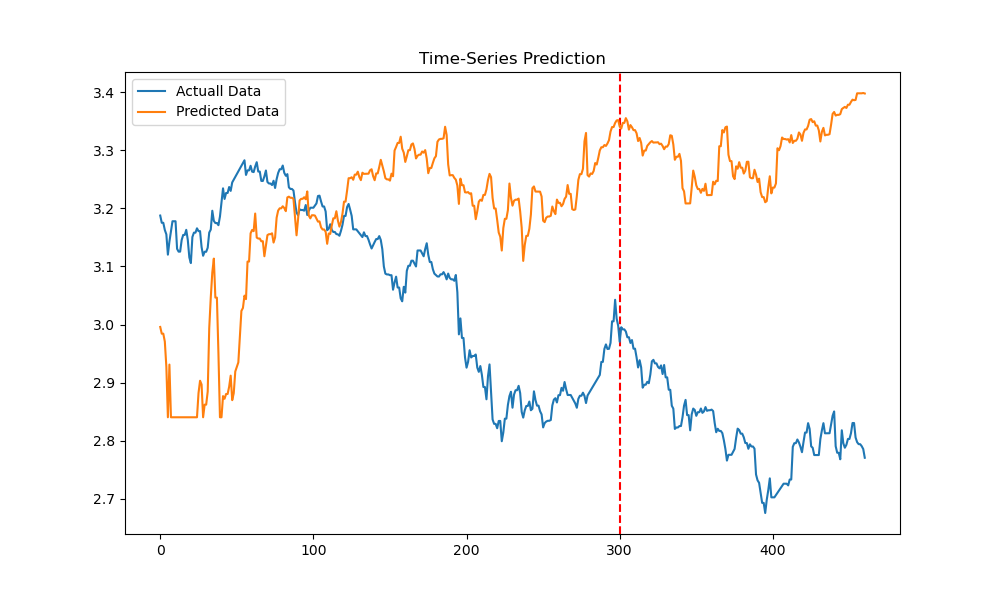 Time-Series Prediction
Actuall Data
Predicted Data
3.4
3.3
3.2
3.1
3.0
2.9
2.8
2.7
0 100 200 300 400